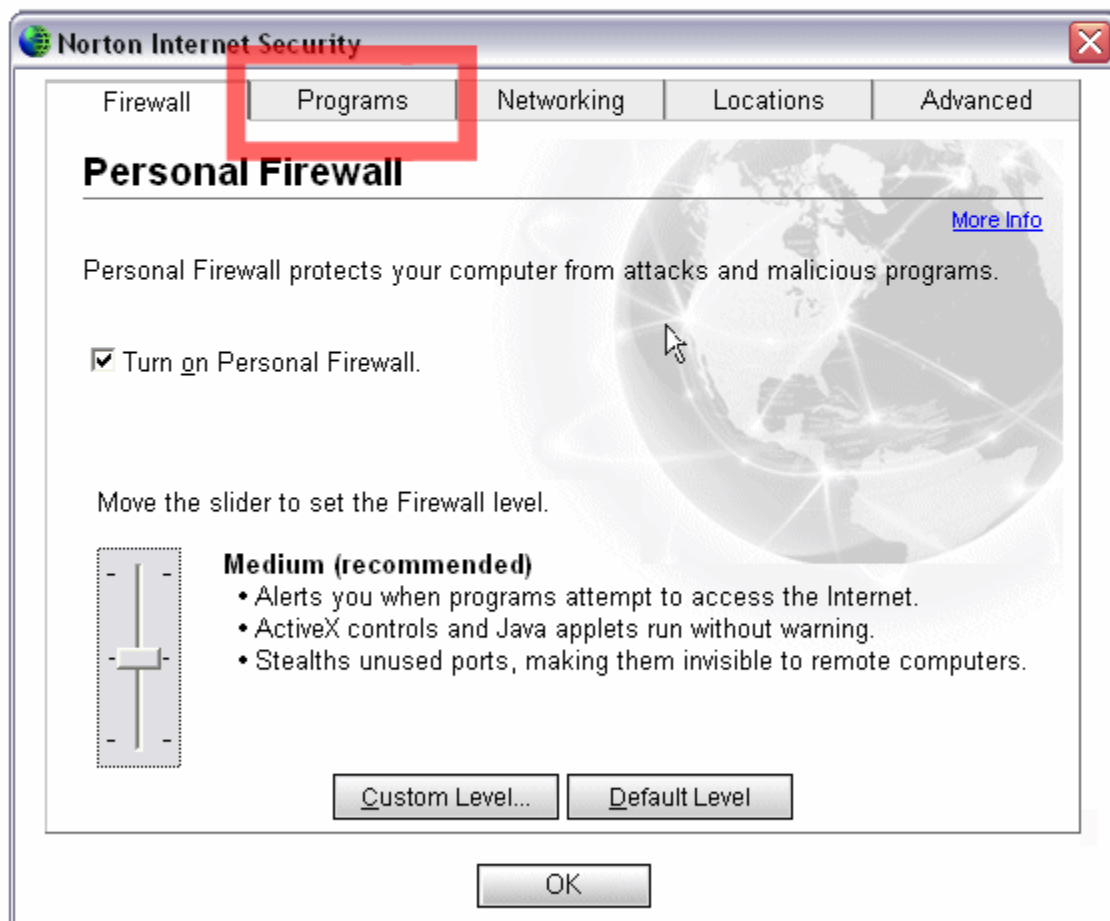 Norton Internet Security
Firewall Programs Networking Locations Advanced
Personal Firewall
More Info
Personal Firewall protects your computer from attacks and malicious programs.
Turn on Personal Firewall.
Move the slider to set the Firewall level.
Medium (recommended)
• Alerts you when programs attempt to access the Internet.
• ActiveX controls and Java applets run without warning.
• Stealths unused ports, making them invisible to remote computers.
Custom Level... Default Level
OK